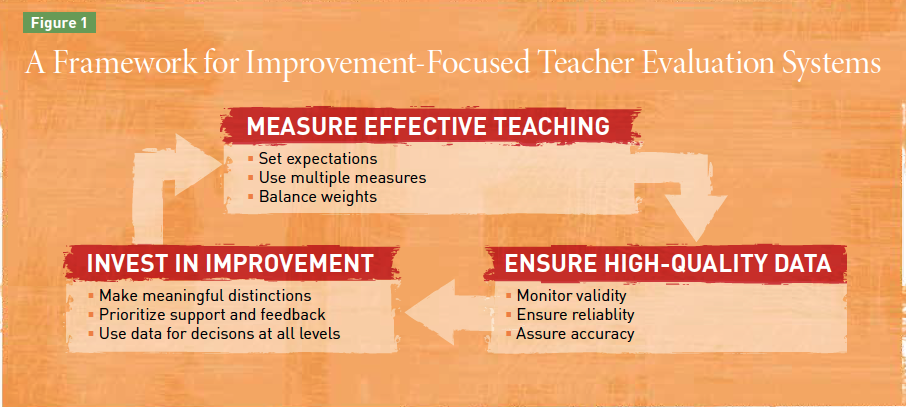 Figure 1
A Framework for Improvement-Focused Teacher Evaluation Systems
MEASURE EFFECTIVE TEACHING
▪ Set expectations
▪ Use multiple measures
▪ Balance weights
INVEST IN IMPROVEMENT
▪ Make meaningful distinctions
▪ Prioritize support and feedback
▪ Use data for decisons at all levels
ENSURE HIGH-QUALITY DATA
▪ Monitor validity
▪ Ensure reliablity
▪ Assure accuracy